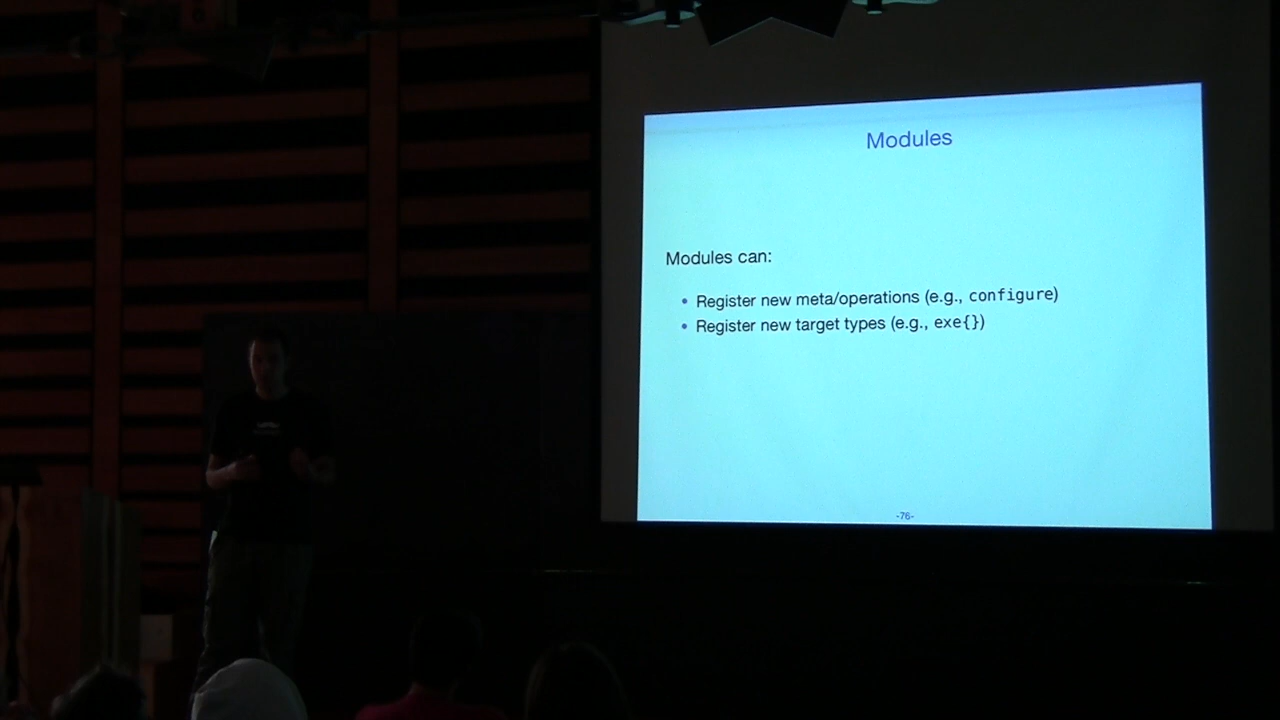 Modules
Modules can:
• Register new meta/operations (e.g., configure)
• Register new target types (e.g., exe{})
-76-